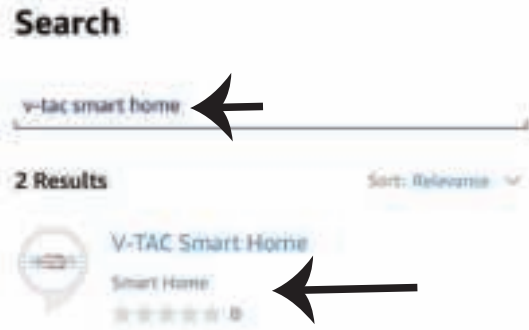 Search
v-tac smart home
2 Results
Sort: Relevance
V-TAC Smart Home
Smart Home
0